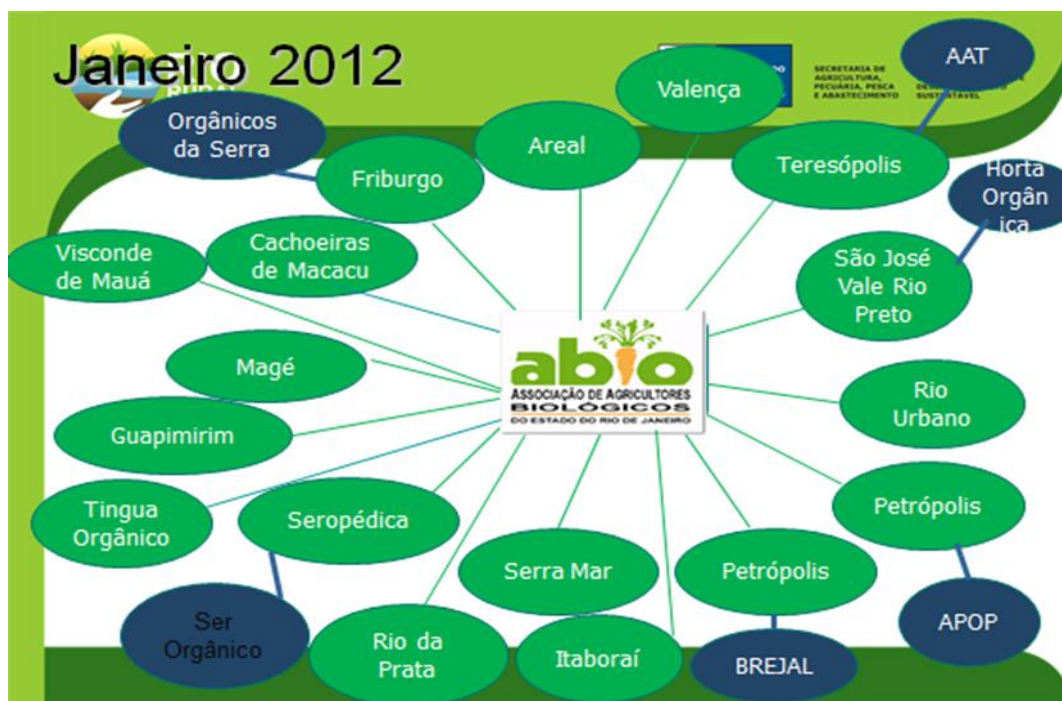 Janeiro 2012
RURAL
DO
SECRETARIA DE
AGRICULTURA,
PECUÁRIA, PESCA
E ABASTECIMENTO
SUSTENTÁVEL
AAT
Valença
Orgânicos
da Serra
Areal
Teresópolis
Friburgo
Horta
Orgân
ica
Visconde
de Mauá
Cachoeiras
de Macacu
São José
Vale Rio
Preto
abio
ASSOCIAÇÃO DE AGRICULTORES
BIOLÓGICOS
DO ESTADO DO RIO DE JANEIRO
Magé
Rio
Urbano
Guapimirim
Tingua
Orgânico
Seropédica
Petrópolis
Serra Mar
Petrópolis
Ser
Orgânico
Rio da
Prata
Itaboraí
BREJAL
APOP